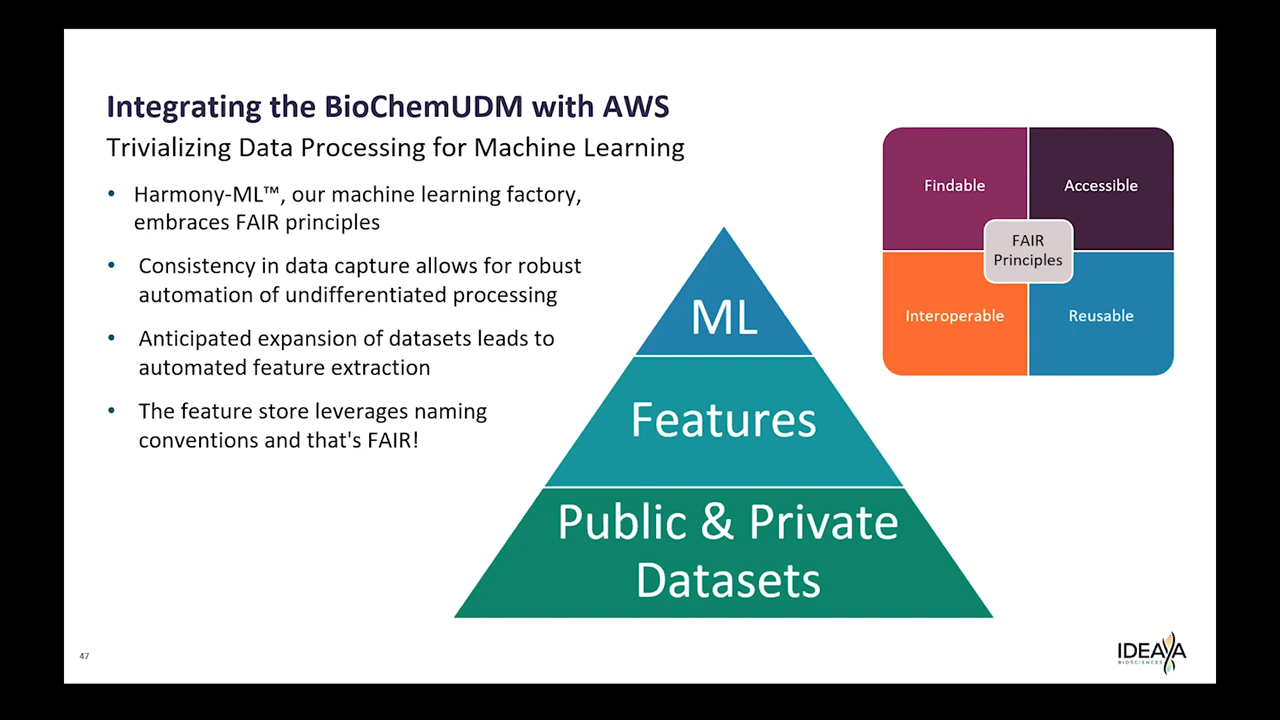 Integrating the BioChemUDM with AWS
Trivializing Data Processing for Machine Learning
• Harmony-ML™, our machine learning factory,
embraces FAIR principles
• Consistency in data capture allows for robust
automation of undifferentiated processing
• Anticipated expansion of datasets leads to
automated feature extraction
• The feature store leverages naming
conventions and that's FAIR!
ML
Features
Public & Private
Datasets
Findable
Accessible
FAIR
Principles
Interoperable
Reusable
47
IDEAYA
BIOSCIENCES